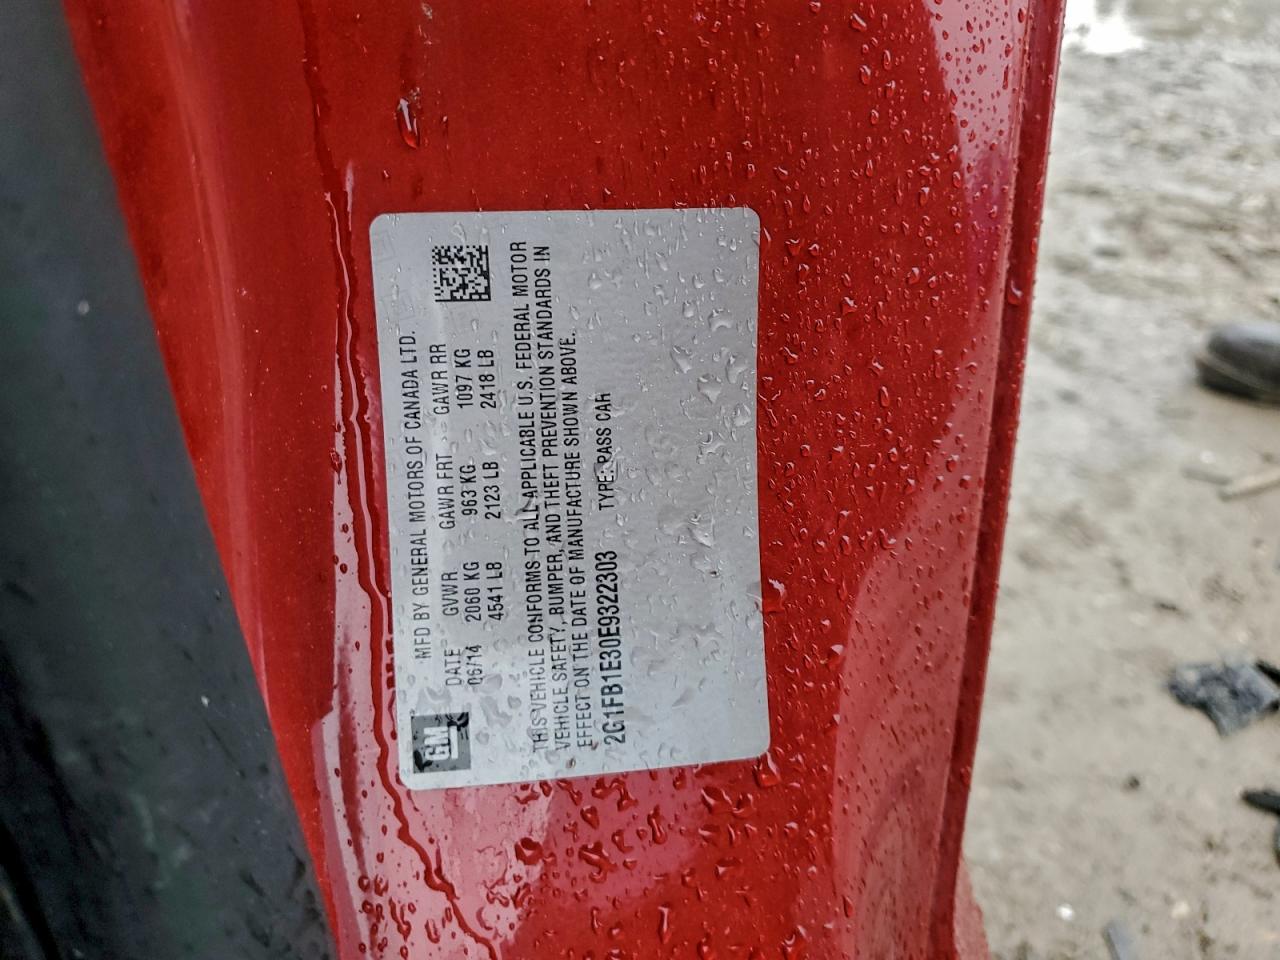 GM
MFD BY GENERAL MOTORS OF CANADA LTD.
DATE GVWR GAWR FRT GAWR RR
06/14 2060 KG 963 KG 1097 KG
4541 LB 2123 LB 2418 LB
THIS VEHICLE CONFORMS TO ALL APPLICABLE U.S. FEDERAL MOTOR
VEHICLE SAFETY, BUMPER, AND THEFT PREVENTION STANDARDS IN
EFFECT ON THE DATE OF MANUFACTURE SHOWN ABOVE.
2G1FB1E30E9322303 TYPE: PASS CAR